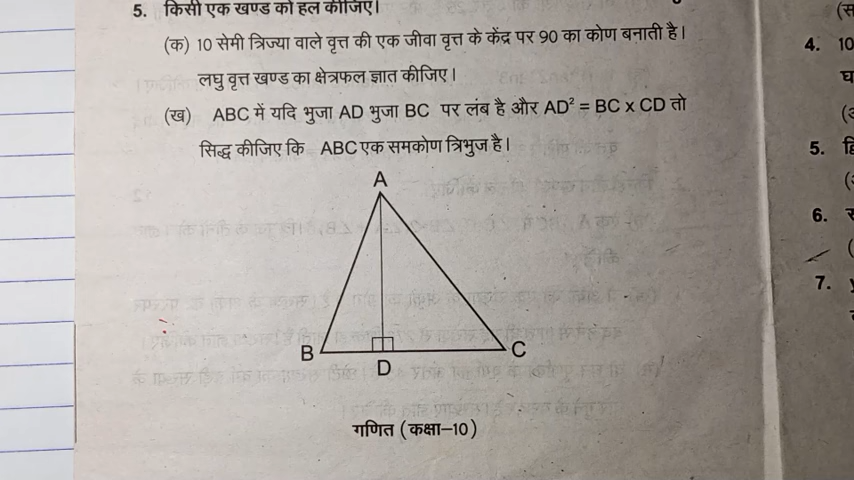 5. किसी एक खण्ड को हल कीजिए।
(क) 10 सेमी त्रिज्या वाले वृत्त की एक जीवा वृत्त के केंद्र पर 90 का कोण बनाती है।
लघु वृत्त खण्ड का क्षेत्रफल ज्ञात कीजिए।
(ख) ABC में यदि भुजा AD भुजा BC पर लंब है और AD² = BC x CD तो
सिद्ध कीजिए कि ABC एक समकोण त्रिभुज है।
A
B
D
C
गणित (कक्षा–10)
4. 10
5.
6.
7.